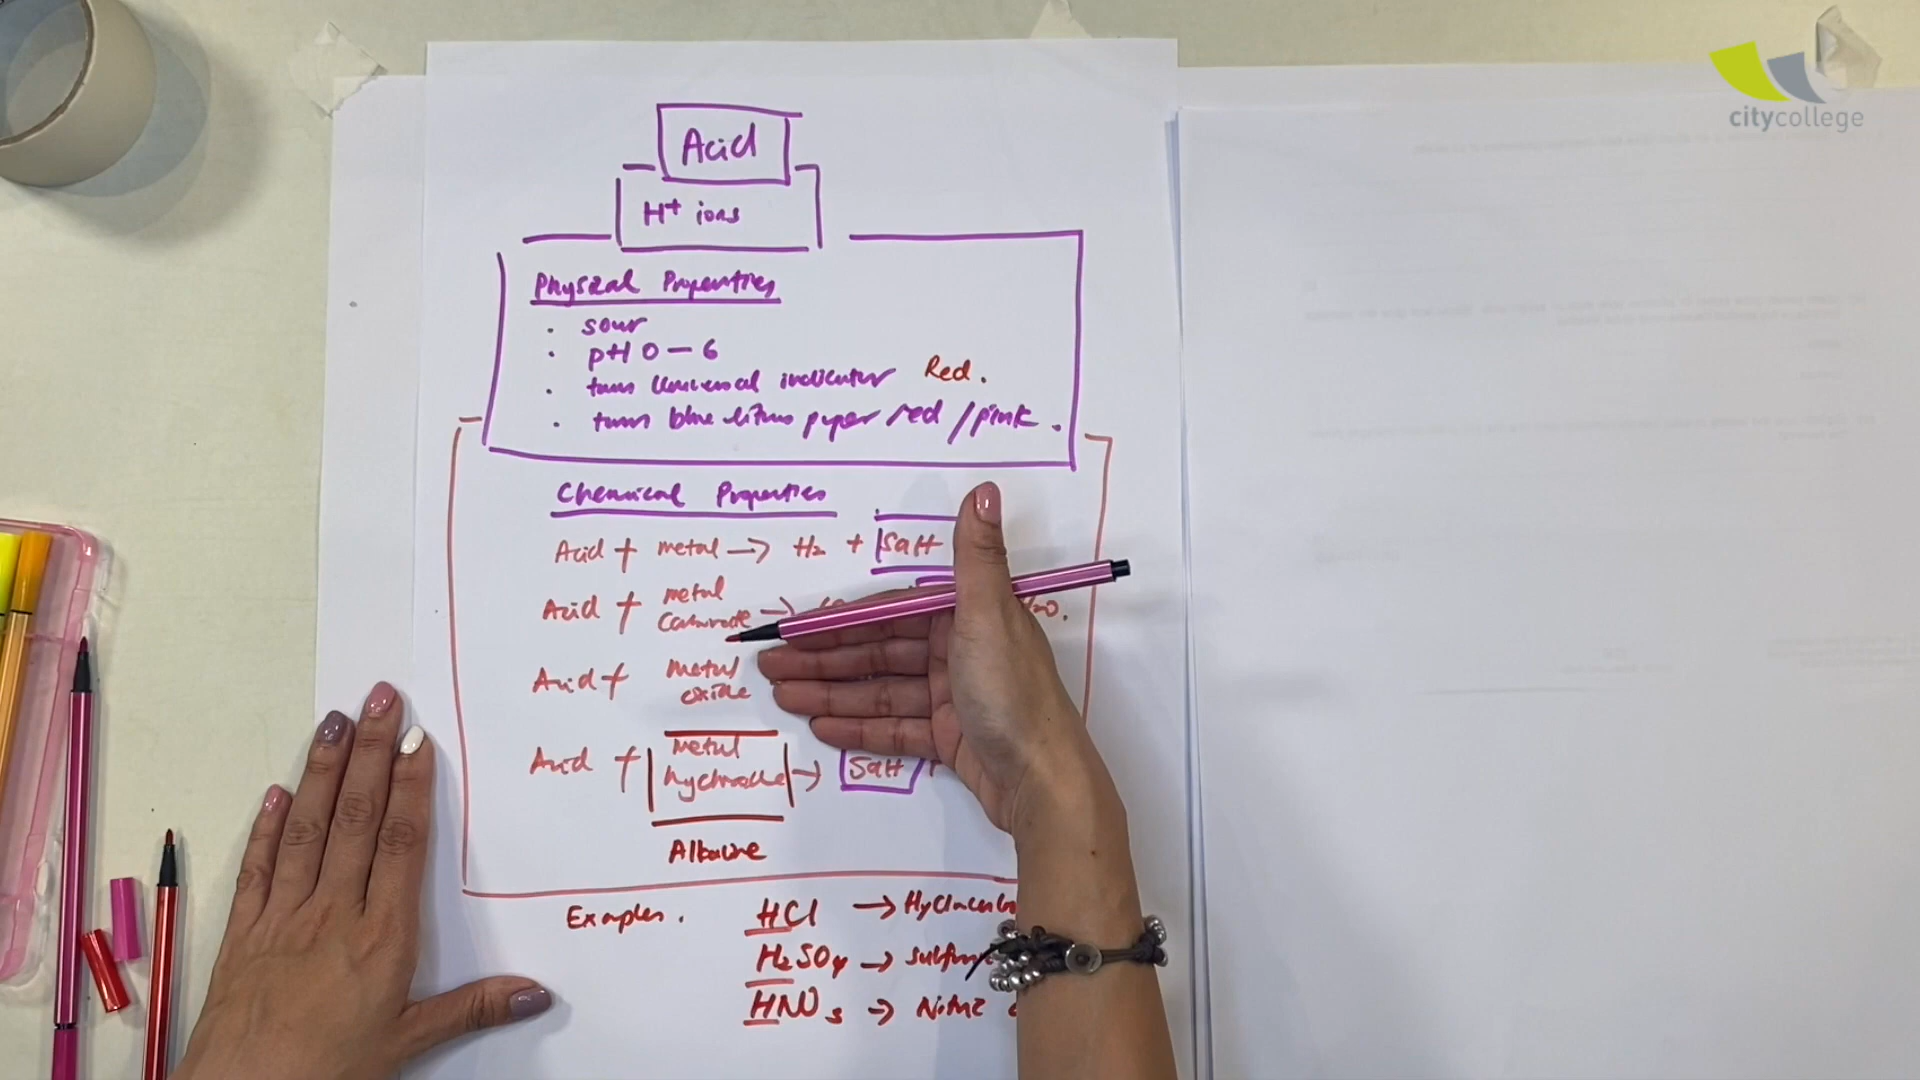 citycollege
Acid
H+ ions
Physical Properties
. sour
. pH 0 – 6
. turns Universal indicator Red.
. turns blue litmus paper red / pink.
Chemical Properties
Acid + metal → H₂ + Salt
Acid + metal →
Carbonate
Acid + metal
oxide
Acid + metal
hydroxide → Salt +
Alkaline
Examples. HCl →
H₂SO₄ →
HNO₃ → Nitric